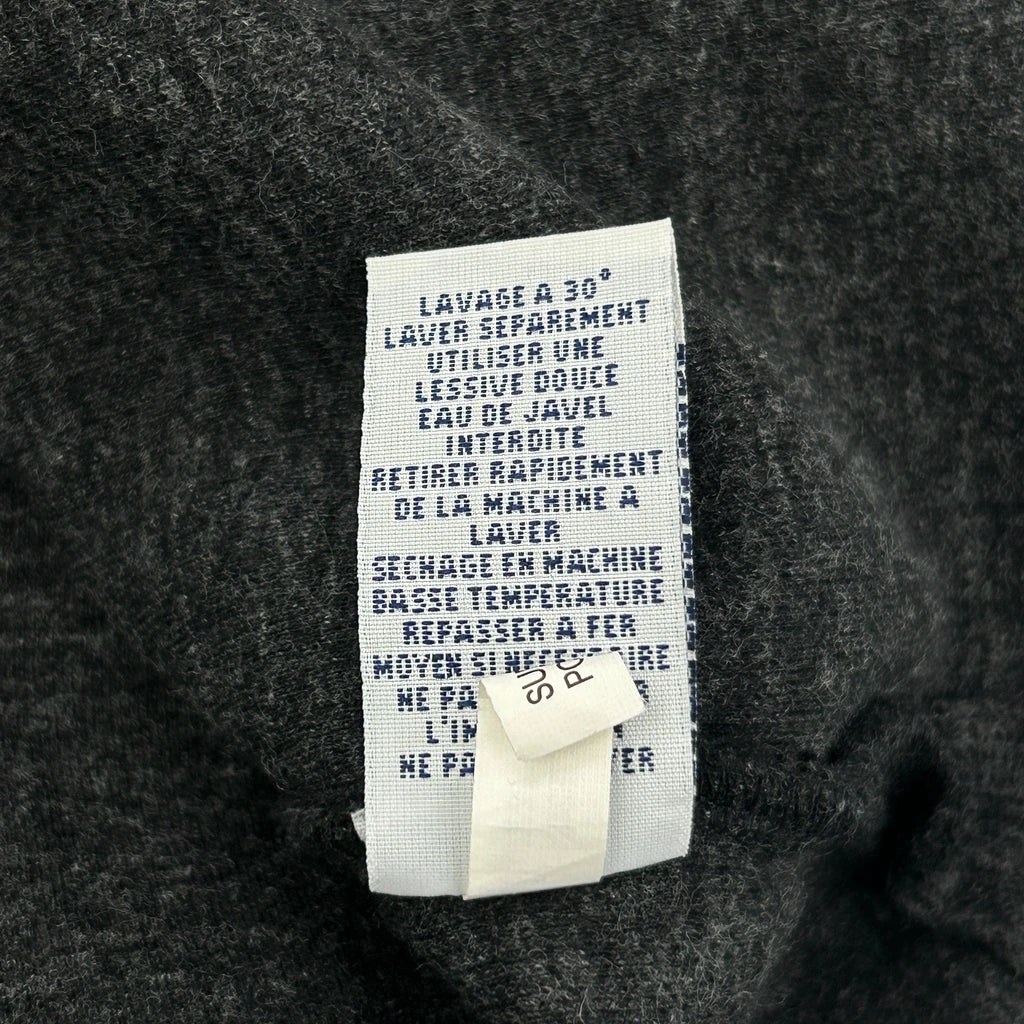 LAVAGE A 30°
LAVER SEPAREMENT
UTILISER UNE
LESSIVE DOUCE
EAU DE JAVEL
INTERDITE
RETIRER RAPIDEMENT
DE LA MACHINE A
LAVER
SECHAGE EN MACHINE
BASSE TEMPERATURE
REPASSER A FER
MOYEN SI
NE